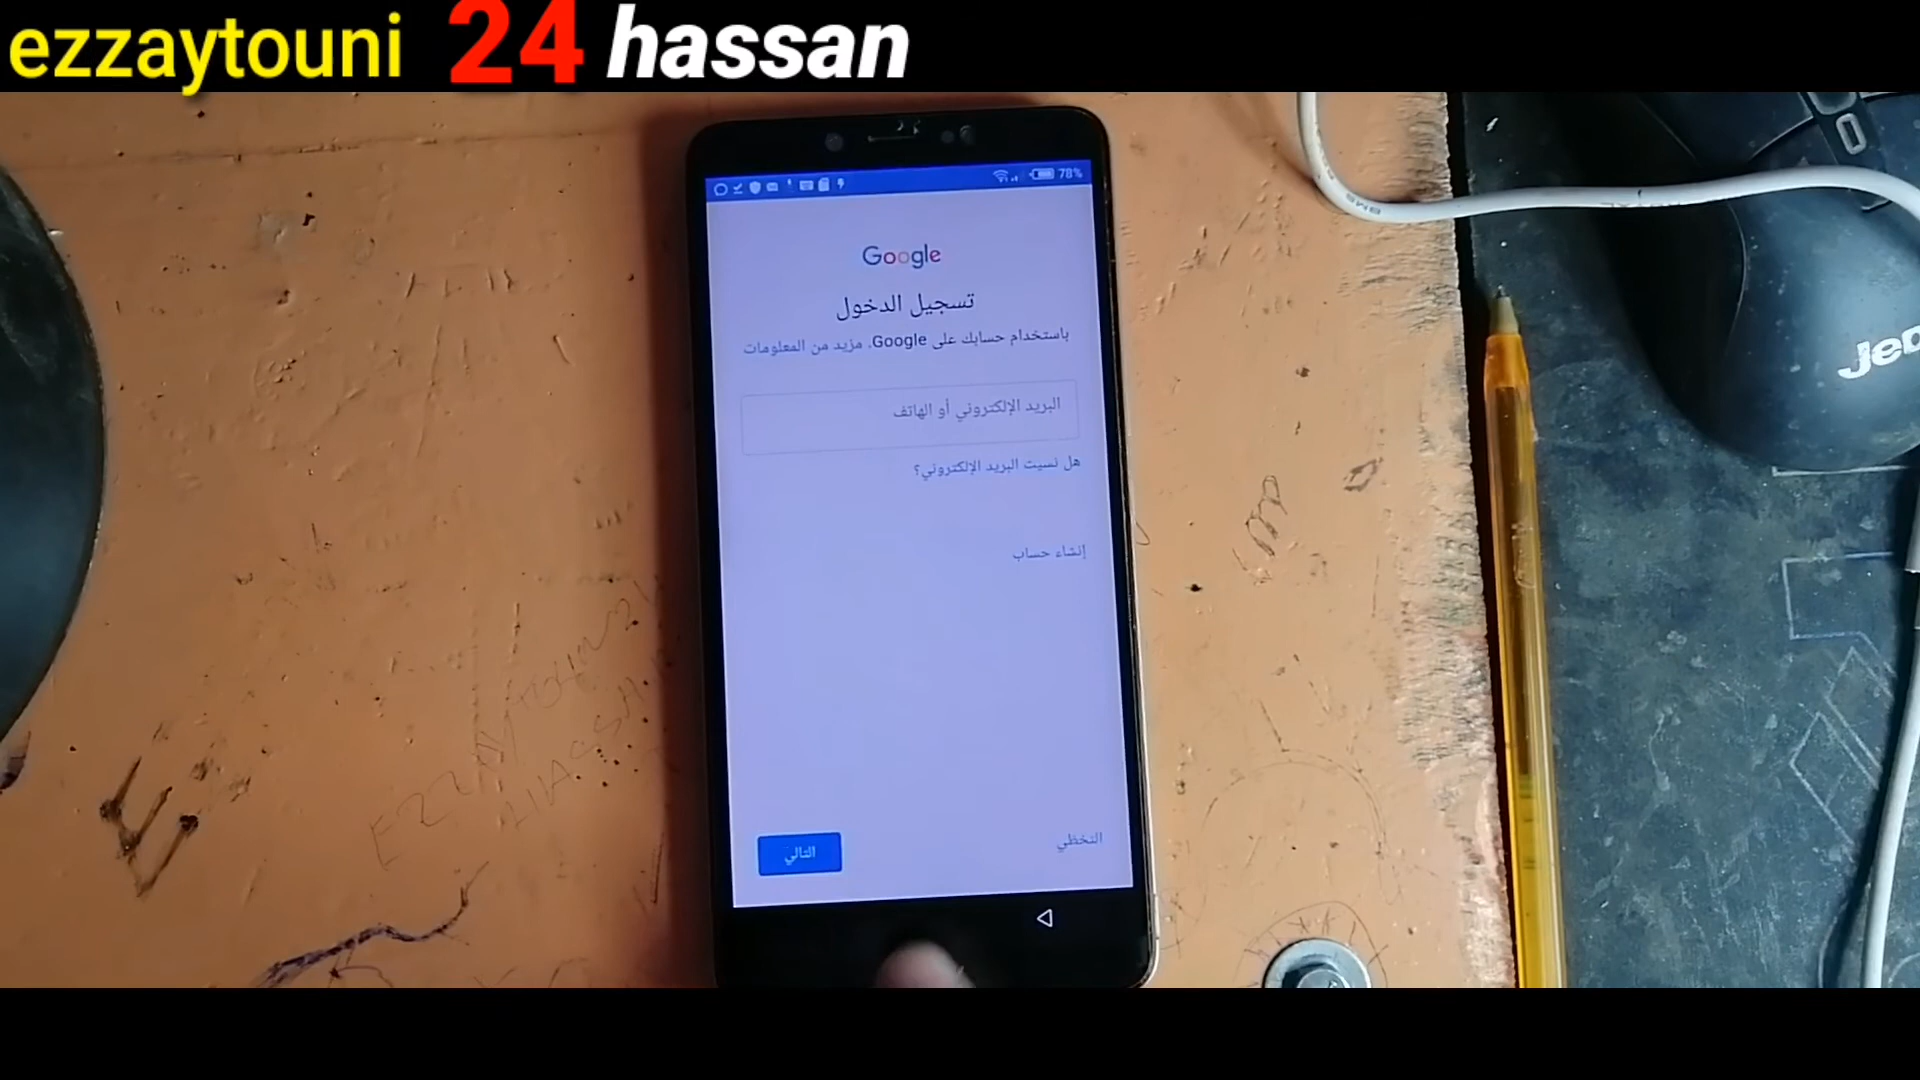 ezzaytouni 24 hassan
78%
Google
تسجيل الدخول
باستخدام حسابك على Google. مزيد من المعلومات
البريد الإلكتروني أو الهاتف
هل نسيت البريد الإلكتروني؟
إنشاء حساب
التخطي
التالي